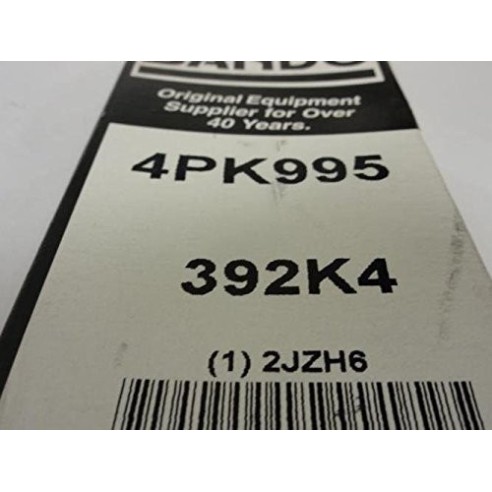 Original Equipment
Supplier for Over
40 Years.
4PK995
392K4
(1) 2JZH6